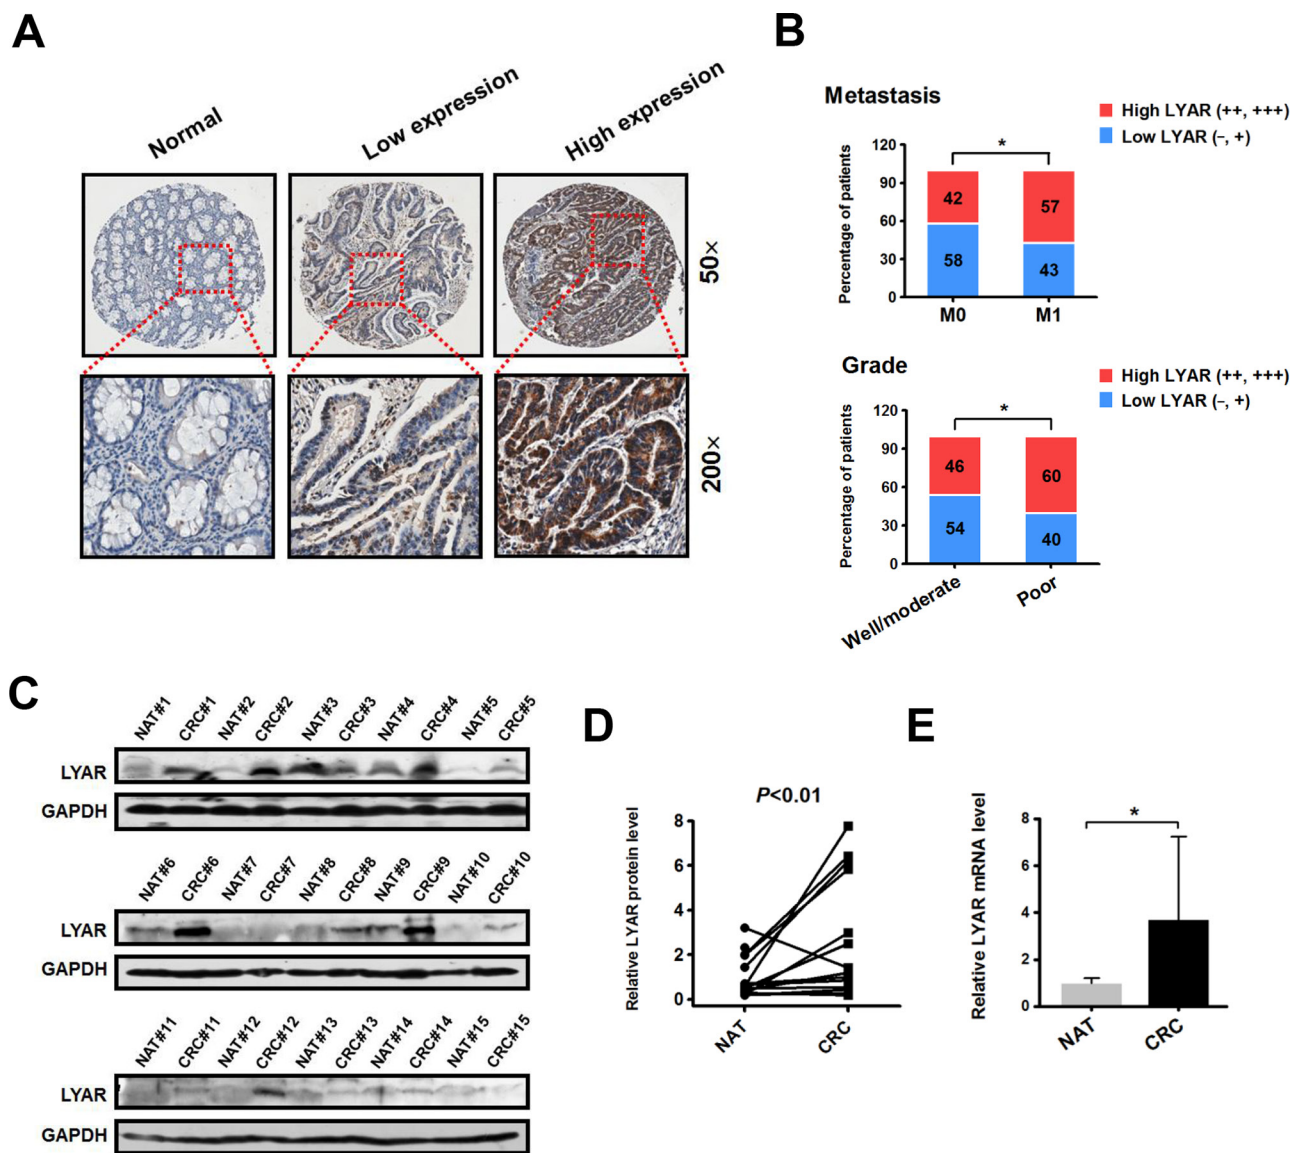 A
Normal
Low expression
High expression
50×
200×
B
Metastasis
High LYAR (++, +++)
Low LYAR (−, +)
Percentage of patients
120
90
60
30
0
*
42
58
57
43
M0
M1
Grade
High LYAR (++, +++)
Low LYAR (−, +)
Percentage of patients
120
90
60
30
0
*
46
54
60
40
Well/moderate
Poor
C
NAT#1 CRC#1 NAT#2 CRC#2 NAT#3 CRC#3 NAT#4 CRC#4 NAT#5 CRC#5
LYAR
GAPDH
NAT#6 CRC#6 NAT#7 CRC#7 NAT#8 CRC#8 NAT#9 CRC#9 NAT#10 CRC#10
LYAR
GAPDH
NAT#11 CRC#11 NAT#12 CRC#12 NAT#13 CRC#13 NAT#14 CRC#14 NAT#15 CRC#15
LYAR
GAPDH
D
P<0.01
Relative LYAR protein level
8
6
4
2
0
NAT
CRC
E
*
Relative LYAR mRNA level
8
6
4
2
0
NAT
CRC